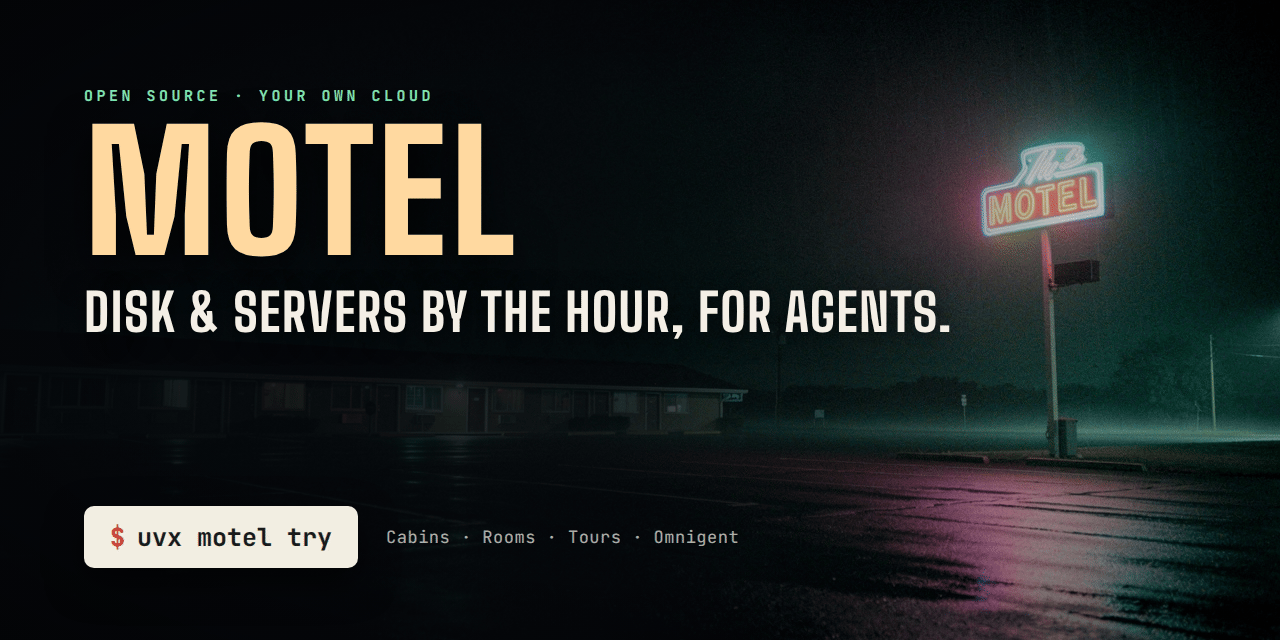 OPEN SOURCE · YOUR OWN CLOUD
MOTEL
DISK & SERVERS BY THE HOUR, FOR AGENTS.
MOTEL
$ uvx motel try
Cabins · Rooms · Tours · Omnigent